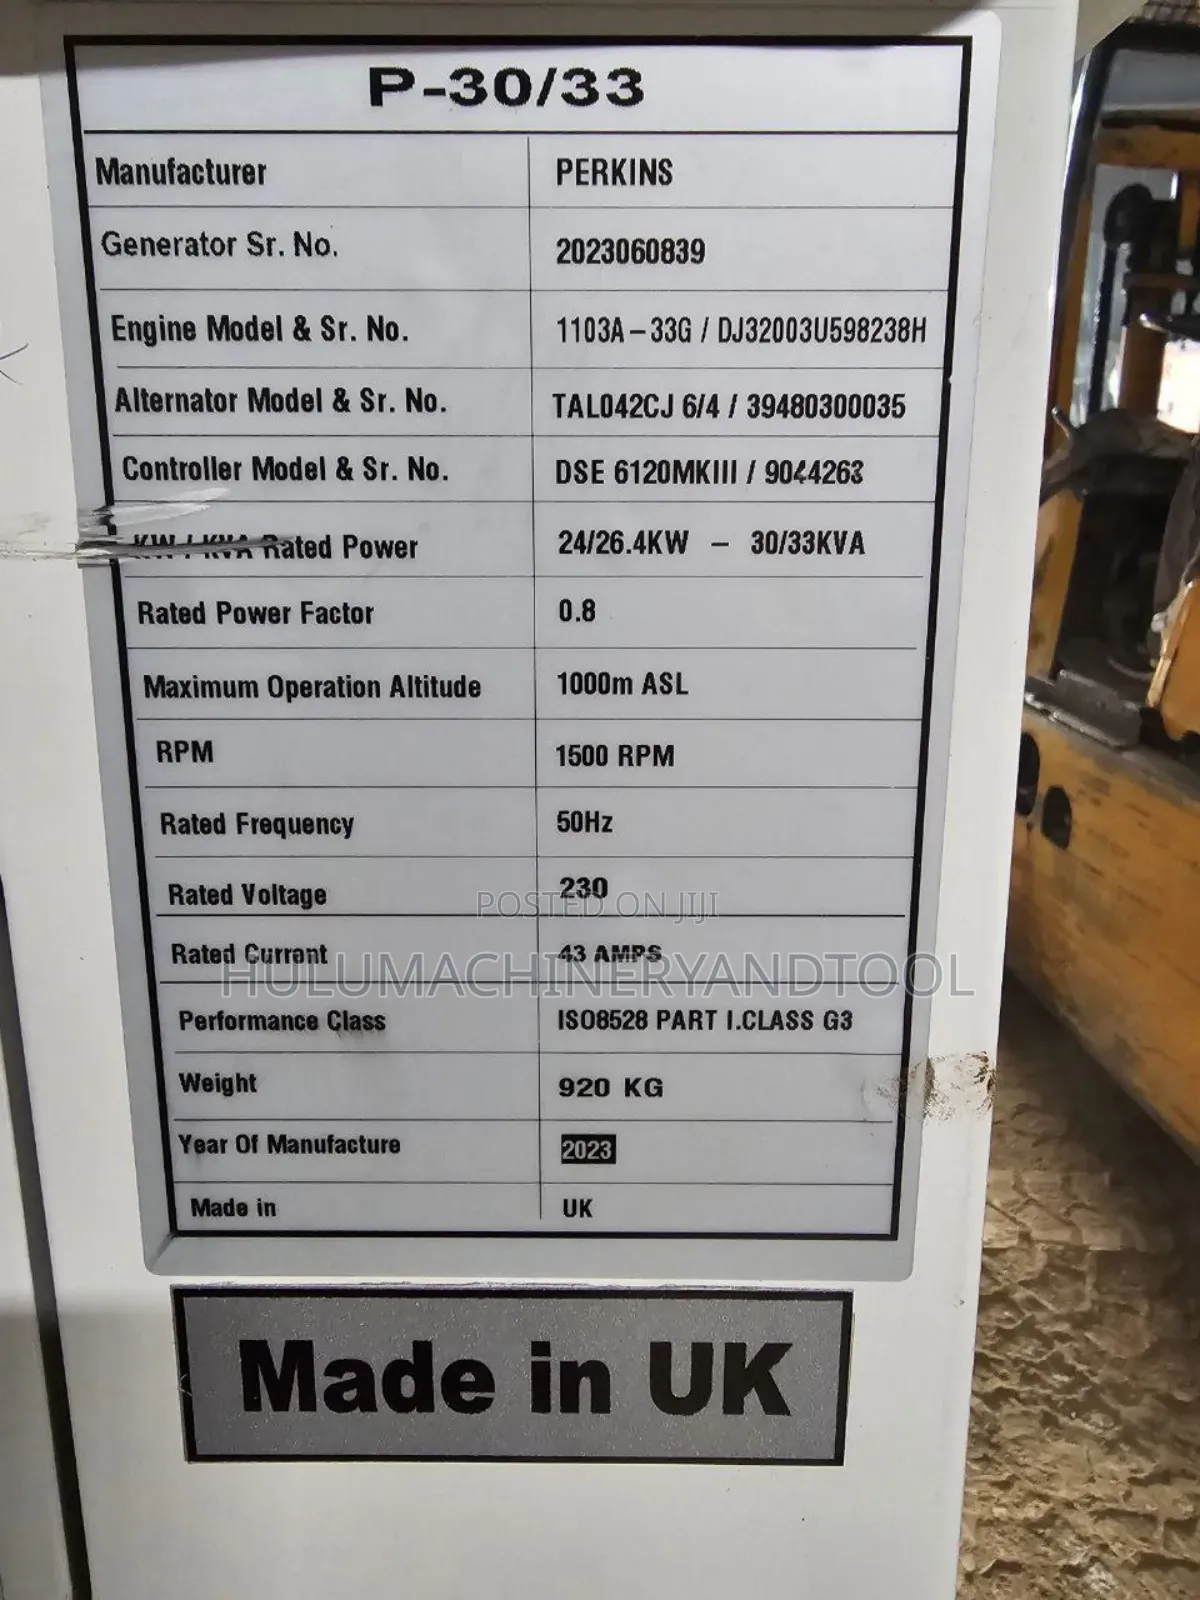 P-30/33
Manufacturer PERKINS
Generator Sr. No. 2023060839
Engine Model & Sr. No. 1103A-33G / DJ32003U598238H
Alternator Model & Sr. No. TAL042CJ 6/4 / 39480300035
Controller Model & Sr. No. DSE 6120MKIII / 9044263
KW / KVA Rated Power 24/26.4KW - 30/33KVA
Rated Power Factor 0.8
Maximum Operation Altitude 1000m ASL
RPM 1500 RPM
Rated Frequency 50Hz
Rated Voltage 230
POSTED ON JIJI
Rated Current 43 AMPS
HULUMACHINERYANDTOOL
Performance Class ISO8528 PART I.CLASS G3
Weight 920 KG
Year Of Manufacture 2023
Made in UK
Made in UK